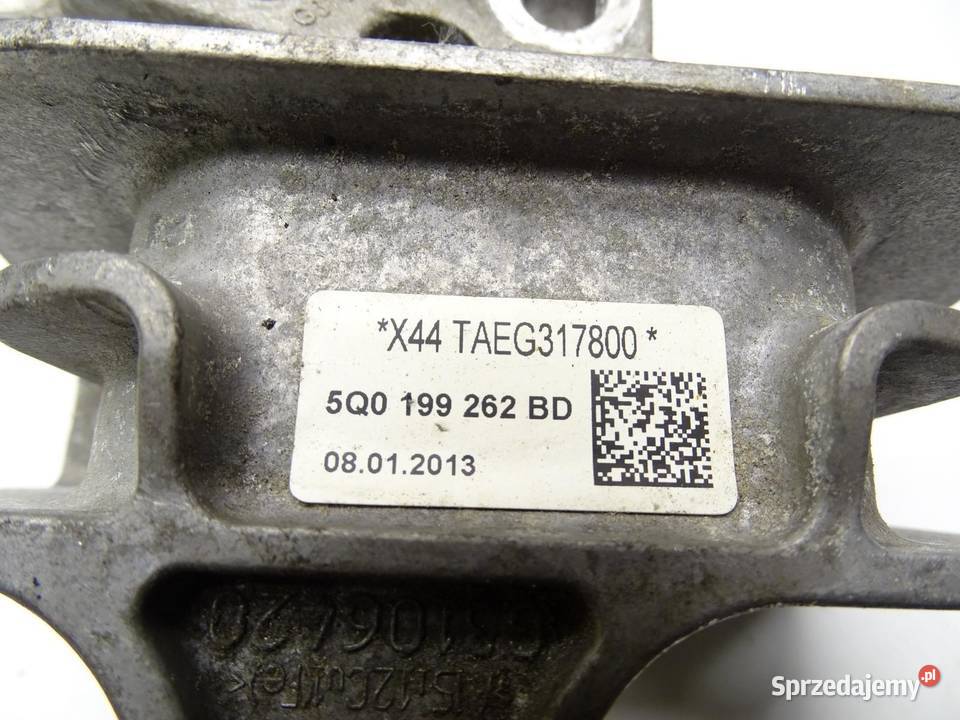 *X44 TAEG317800 *
5Q0 199 262 BD
08.01.2013
Sprzedajemy.pl